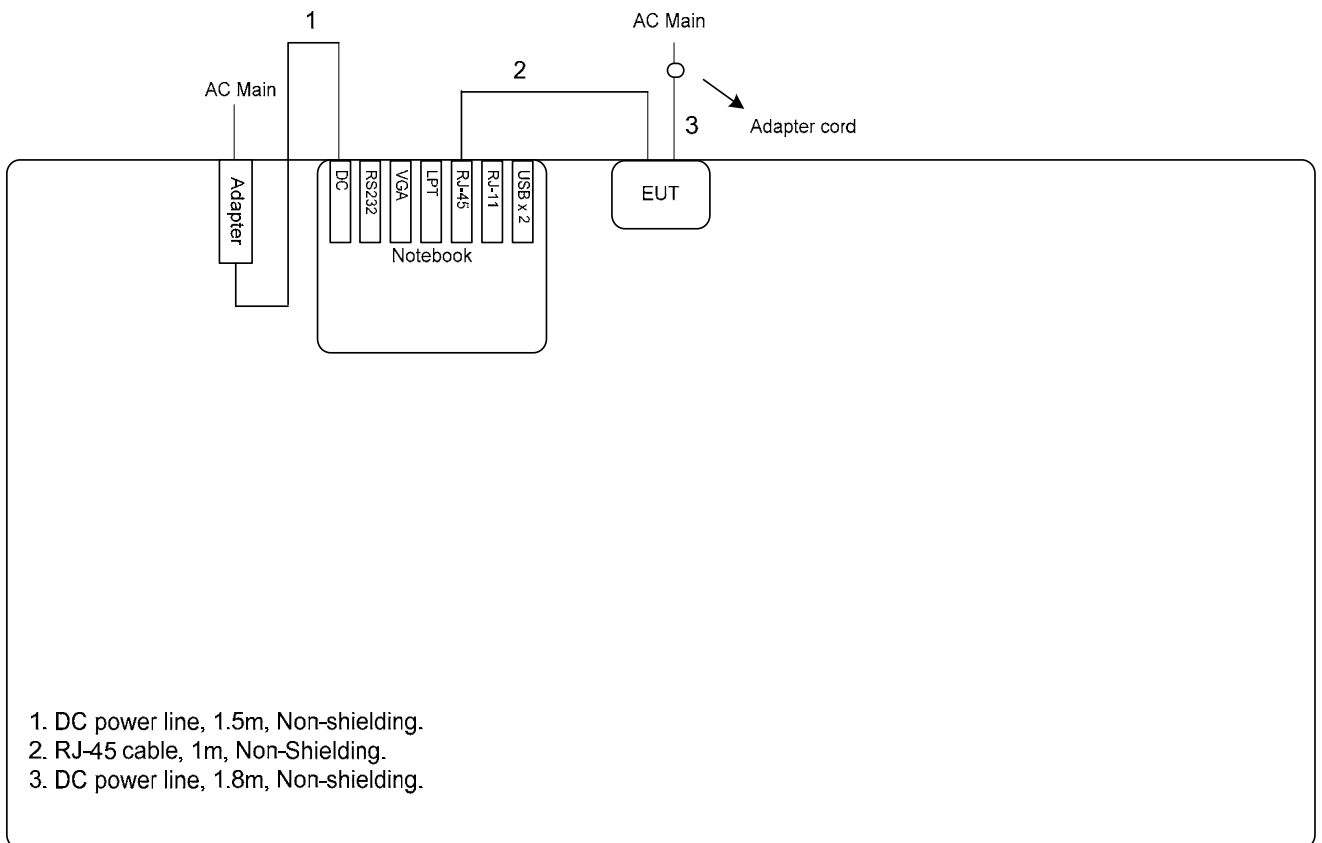 1
AC Main
2
AC Main
3
Adapter cord
Adapter
DC
RS232
VGA
LPT
RJ-45
RJ-11
USB x 2
Notebook
EUT
1. DC power line, 1.5m, Non-shielding.
2. RJ-45 cable, 1m, Non-Shielding.
3. DC power line, 1.8m, Non-shielding.